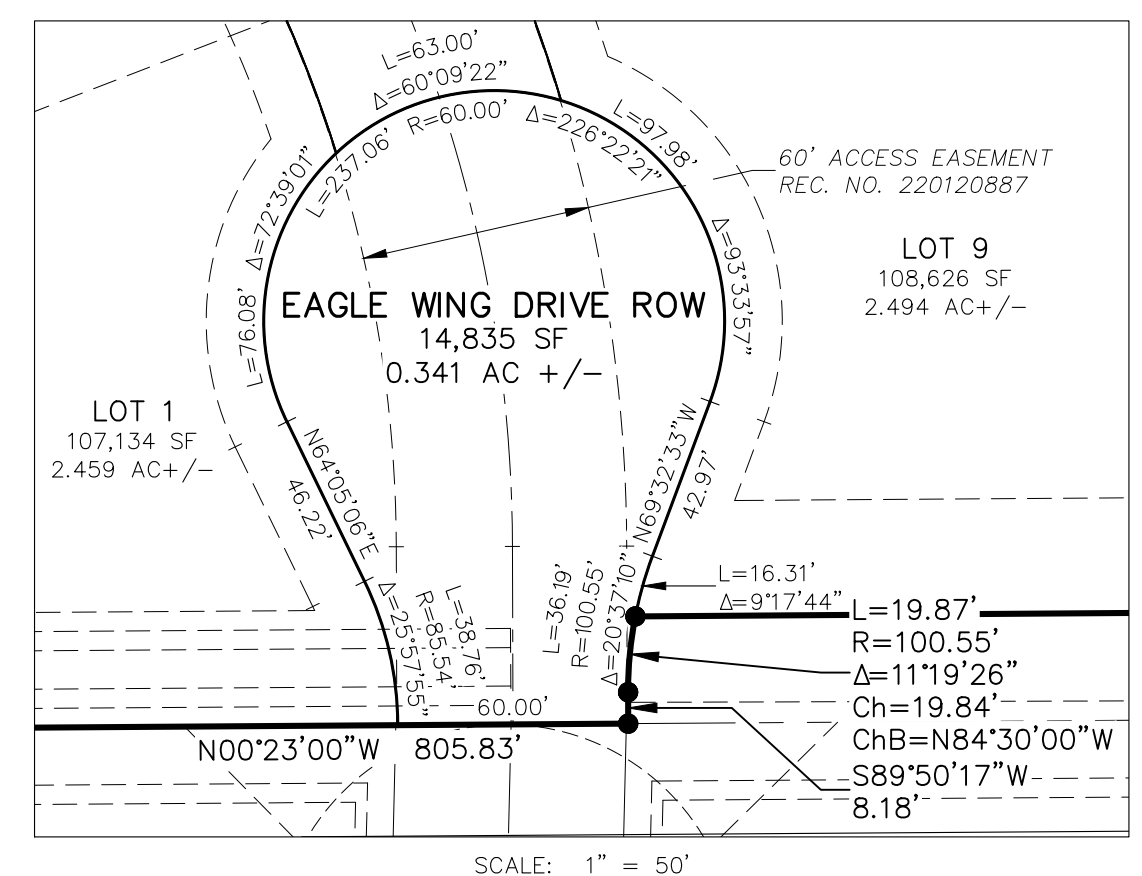 L=63.00'
Δ=60°09'22"
R=60.00'
Δ=226°22'21"
L=97.98'
L=237.06'
Δ=72°39'01"
L=76.08'
60' ACCESS EASEMENT
REC. NO. 220120887
Δ=93°33'57"
LOT 9
108,626 SF
2.494 AC+/-
EAGLE WING DRIVE ROW
14,835 SF
0.341 AC +/-
LOT 1
107,134 SF
2.459 AC+/-
N64°05'06"E
46.22'
N69°32'33"W
42.97'
L=38.76'
R=85.54'
Δ=25°57'55"
L=36.19'
R=100.55'
Δ=20°37'10"
L=16.31'
Δ=9°17'44"
L=19.87'
R=100.55'
Δ=11°19'26"
Ch=19.84'
ChB=N84°30'00"W
S89°50'17"W
8.18'
60.00'
N00°23'00"W 805.83'
SCALE: 1" = 50'